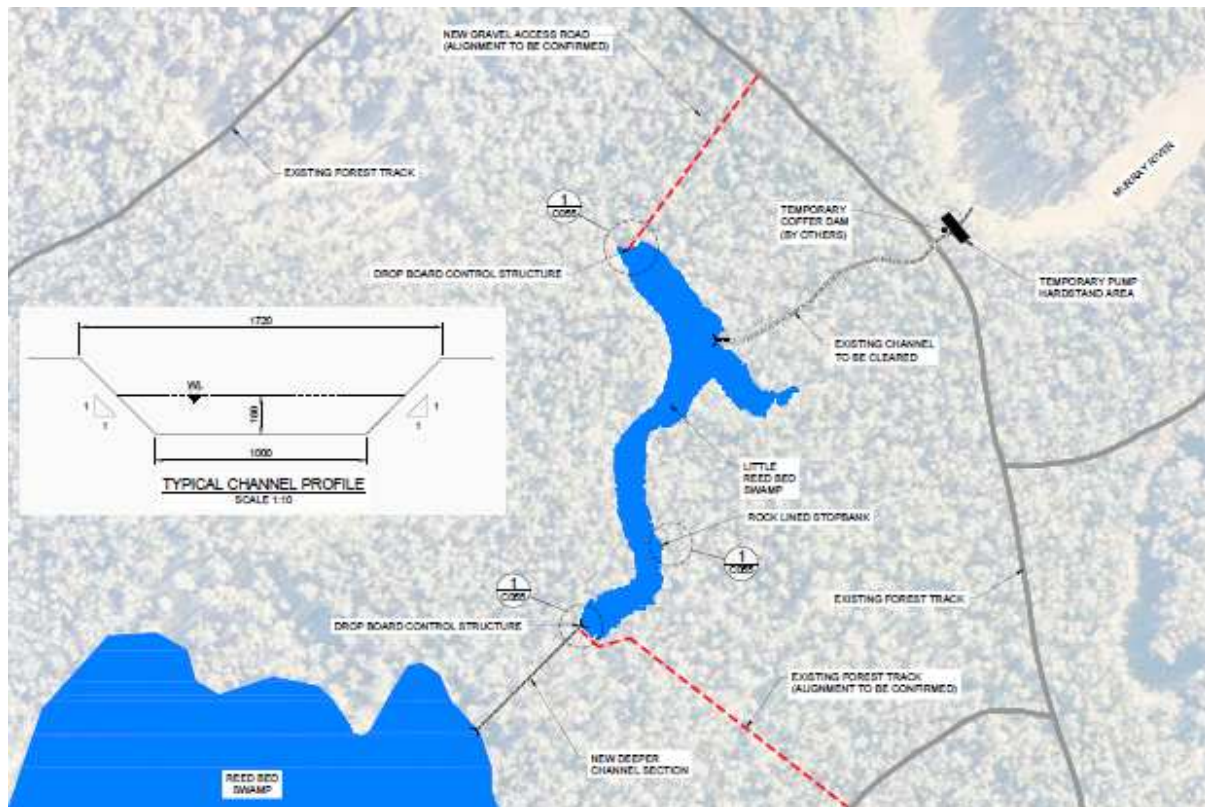 NEW GRAVEL ACCESS ROAD
(ALIGNMENT TO BE CONFIRMED)
EXISTING FOREST TRACK
MURRAY RIVER
1
C055
TEMPORARY
COFFER DAM
(BY OTHERS)
DROP BOARD CONTROL STRUCTURE
TEMPORARY PUMP
HARDSTAND AREA
1720
WL
1
1
1
1
1000
TYPICAL CHANNEL PROFILE
SCALE 1:10
EXISTING CHANNEL
TO BE CLEARED
LITTLE
REED BED
SWAMP
ROCK LINED STOPBANK
1
C055
1
C055
EXISTING FOREST TRACK
DROP BOARD CONTROL STRUCTURE
EXISTING FOREST TRACK
(ALIGNMENT TO BE CONFIRMED)
NEW DEEPER
CHANNEL SECTION
REED BED
SWAMP